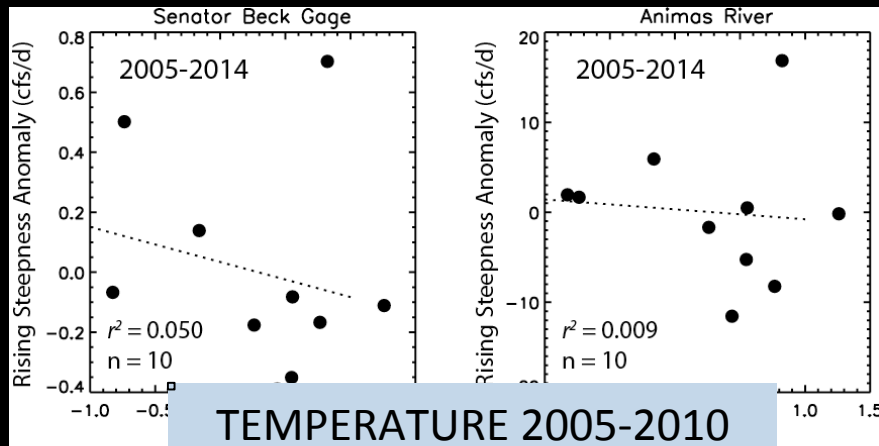 Senator Beck Gage
Rising Steepness Anomaly (cfs/d)
0.8
0.6
0.4
0.2
0.0
-0.2
-0.4
2005-2014
r² = 0.050
n = 10
-1.0
Animas River
Rising Steepness Anomaly (cfs/d)
20
10
0
-10
2005-2014
r² = 0.009
n = 10
1.0
1.5
TEMPERATURE 2005-2010